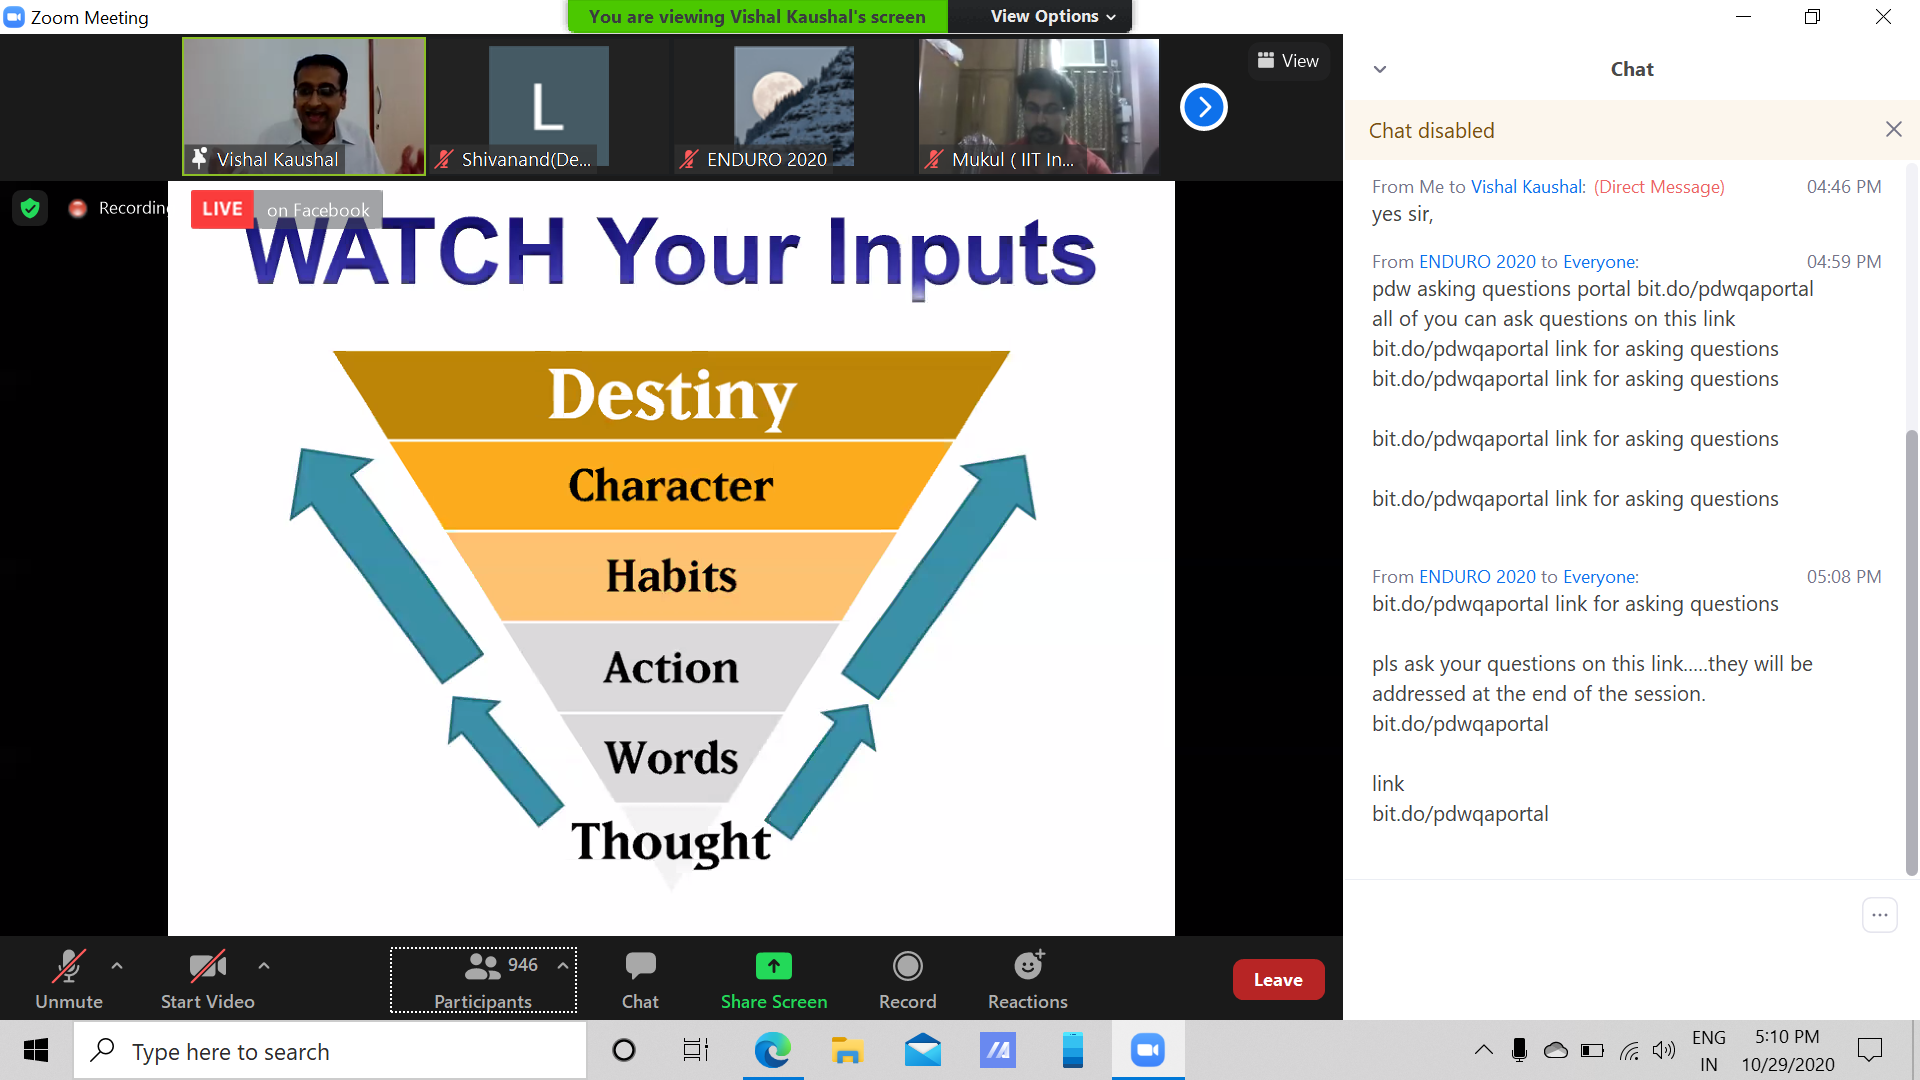 Zoom Meeting
You are viewing Vishal Kaushal's screen
View Options
Vishal Kaushal
L
Shivanand(De...
ENDURO 2020
Mukul ( IIT In...
View
Recording
LIVE
on Facebook
WATCH Your Inputs
Destiny
Character
Habits
Action
Words
Thought
Chat
Chat disabled
From Me to Vishal Kaushal: (Direct Message) 04:46 PM
yes sir,
From ENDURO 2020 to Everyone: 04:59 PM
pdw asking questions portal bit.do/pdwqaportal
all of you can ask questions on this link
bit.do/pdwqaportal link for asking questions
bit.do/pdwqaportal link for asking questions
bit.do/pdwqaportal link for asking questions
bit.do/pdwqaportal link for asking questions
From ENDURO 2020 to Everyone: 05:08 PM
bit.do/pdwqaportal link for asking questions
pls ask your questions on this link.....they will be
addressed at the end of the session.
bit.do/pdwqaportal
link
bit.do/pdwqaportal
Unmute
Start Video
946
Participants
Chat
Share Screen
Record
Reactions
Leave
Type here to search
ENG
IN
5:10 PM
10/29/2020